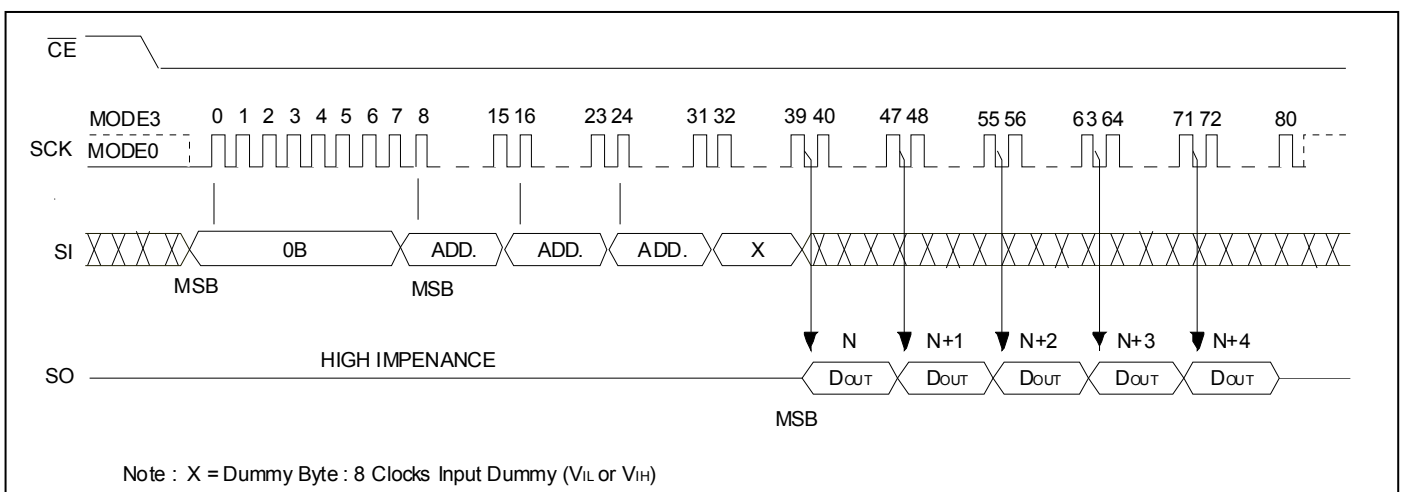 CE
MODE3 0 1 2 3 4 5 6 7 8 15 16 23 24 31 32 39 40 47 48 55 56 63 64 71 72 80
SCK MODE0
SI 0B ADD. ADD. ADD. X
MSB MSB
N N+1 N+2 N+3 N+4
HIGH IMPENANCE
SO DOUT DOUT DOUT DOUT DOUT
MSB
Note : X = Dummy Byte : 8 Clocks Input Dummy (VIL or VIH)